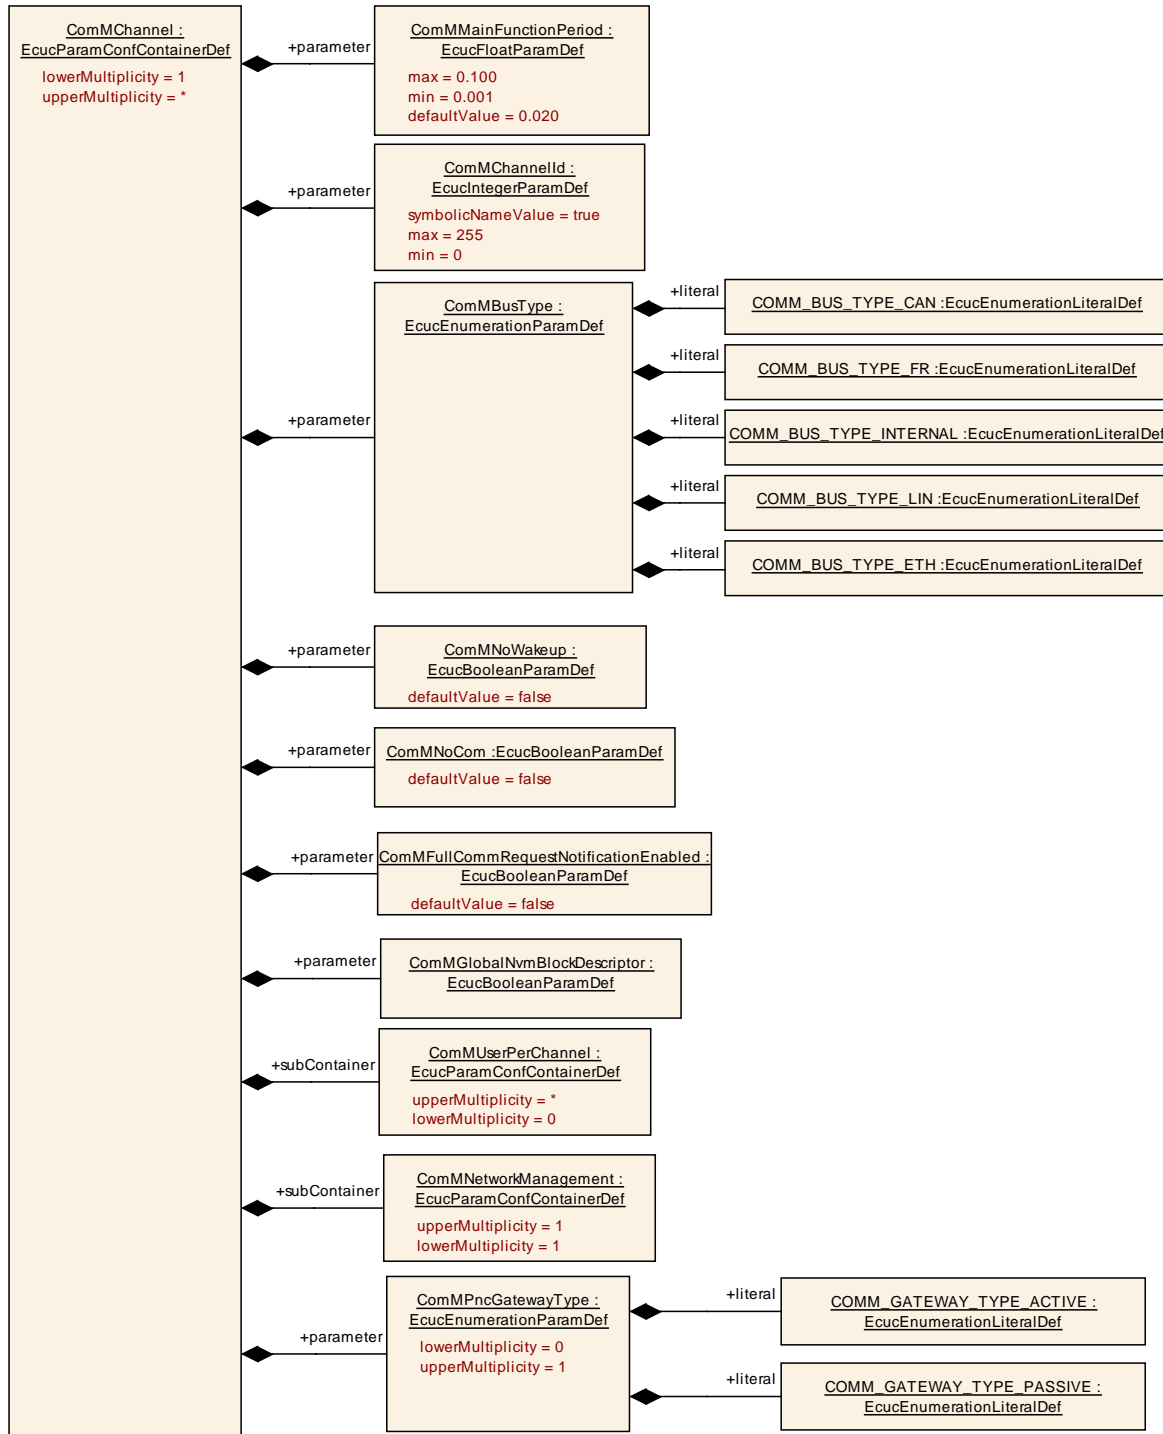 ComMChannel :
EcucParamConfContainerDef
lowerMultiplicity = 1
upperMultiplicity = *
+parameter
ComMMainFunctionPeriod :
EcucFloatParamDef
max = 0.100
min = 0.001
defaultValue = 0.020
+parameter
ComMChannelId :
EcucIntegerParamDef
symbolicNameValue = true
max = 255
min = 0
+parameter
ComMBusType :
EcucEnumerationParamDef
+literal
COMM_BUS_TYPE_CAN :EcucEnumerationLiteralDef
+literal
COMM_BUS_TYPE_FR :EcucEnumerationLiteralDef
+literal
COMM_BUS_TYPE_INTERNAL :EcucEnumerationLiteralDef
+literal
COMM_BUS_TYPE_LIN :EcucEnumerationLiteralDef
+literal
COMM_BUS_TYPE_ETH :EcucEnumerationLiteralDef
+parameter
ComMNoWakeup :
EcucBooleanParamDef
defaultValue = false
+parameter
ComMNoCom :EcucBooleanParamDef
defaultValue = false
+parameter
ComMFullCommRequestNotificationEnabled :
EcucBooleanParamDef
defaultValue = false
+parameter
ComMGlobalNvmBlockDescriptor :
EcucBooleanParamDef
+subContainer
ComMUserPerChannel :
EcucParamConfContainerDef
upperMultiplicity = *
lowerMultiplicity = 0
+subContainer
ComMNetworkManagement :
EcucParamConfContainerDef
upperMultiplicity = 1
lowerMultiplicity = 1
+parameter
ComMPncGatewayType :
EcucEnumerationParamDef
lowerMultiplicity = 0
upperMultiplicity = 1
+literal
COMM_GATEWAY_TYPE_ACTIVE :
EcucEnumerationLiteralDef
+literal
COMM_GATEWAY_TYPE_PASSIVE :
EcucEnumerationLiteralDef